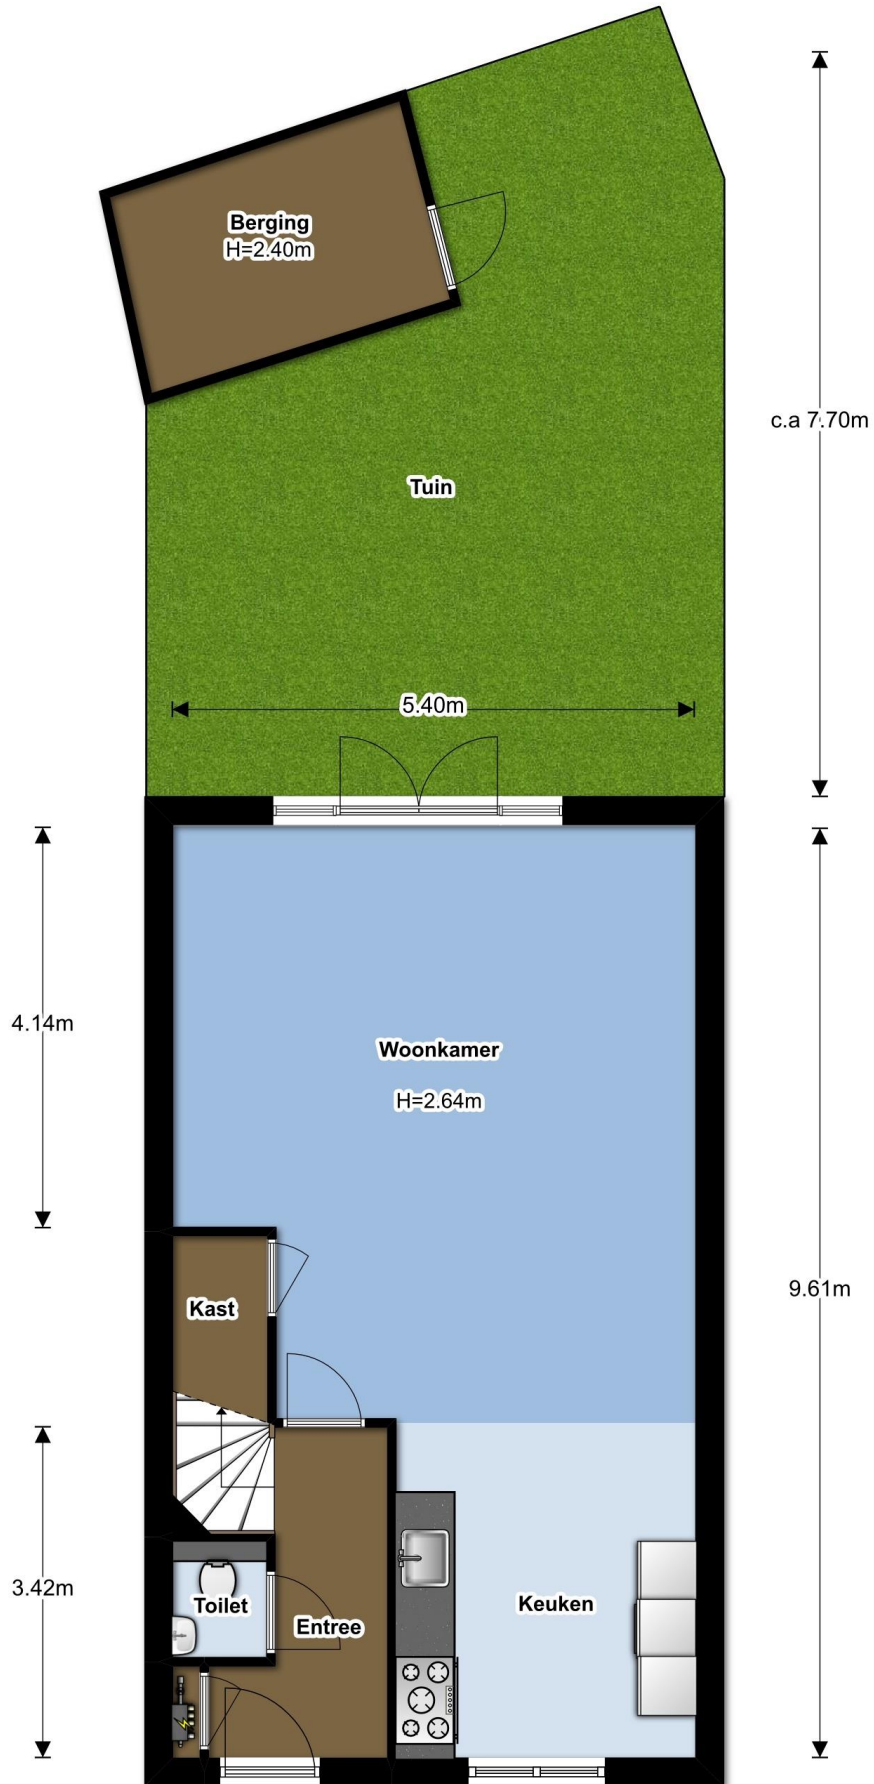 Berging
H=2.40m
c.a 7.70m
Tuin
5.40m
4.14m
Woonkamer
H=2.64m
9.61m
Kast
3.42m
Toilet
Keuken
Entree